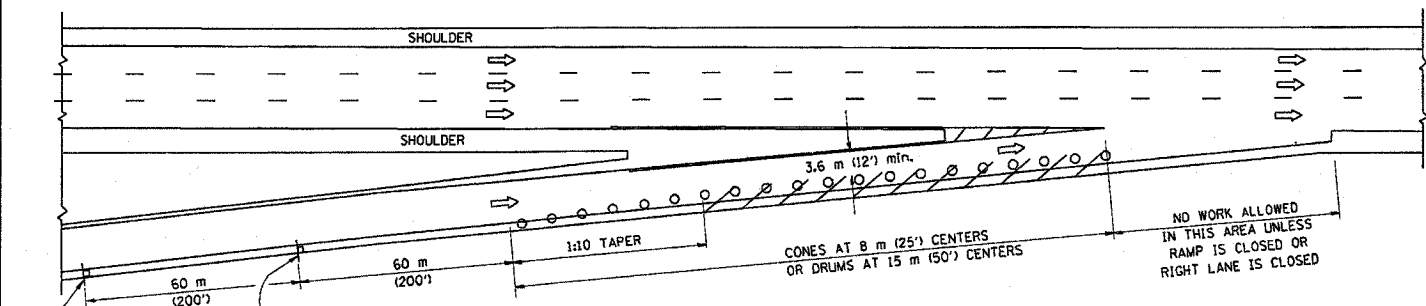 SHOULDER
SHOULDER
3.6 m (12') min.
1:10 TAPER
60 m
(200')
60 m
(200')
CONES AT 8 m (25') CENTERS
OR DRUMS AT 15 m (50') CENTERS
NO WORK ALLOWED
IN THIS AREA UNLESS
RAMP IS CLOSED OR
RIGHT LANE IS CLOSED